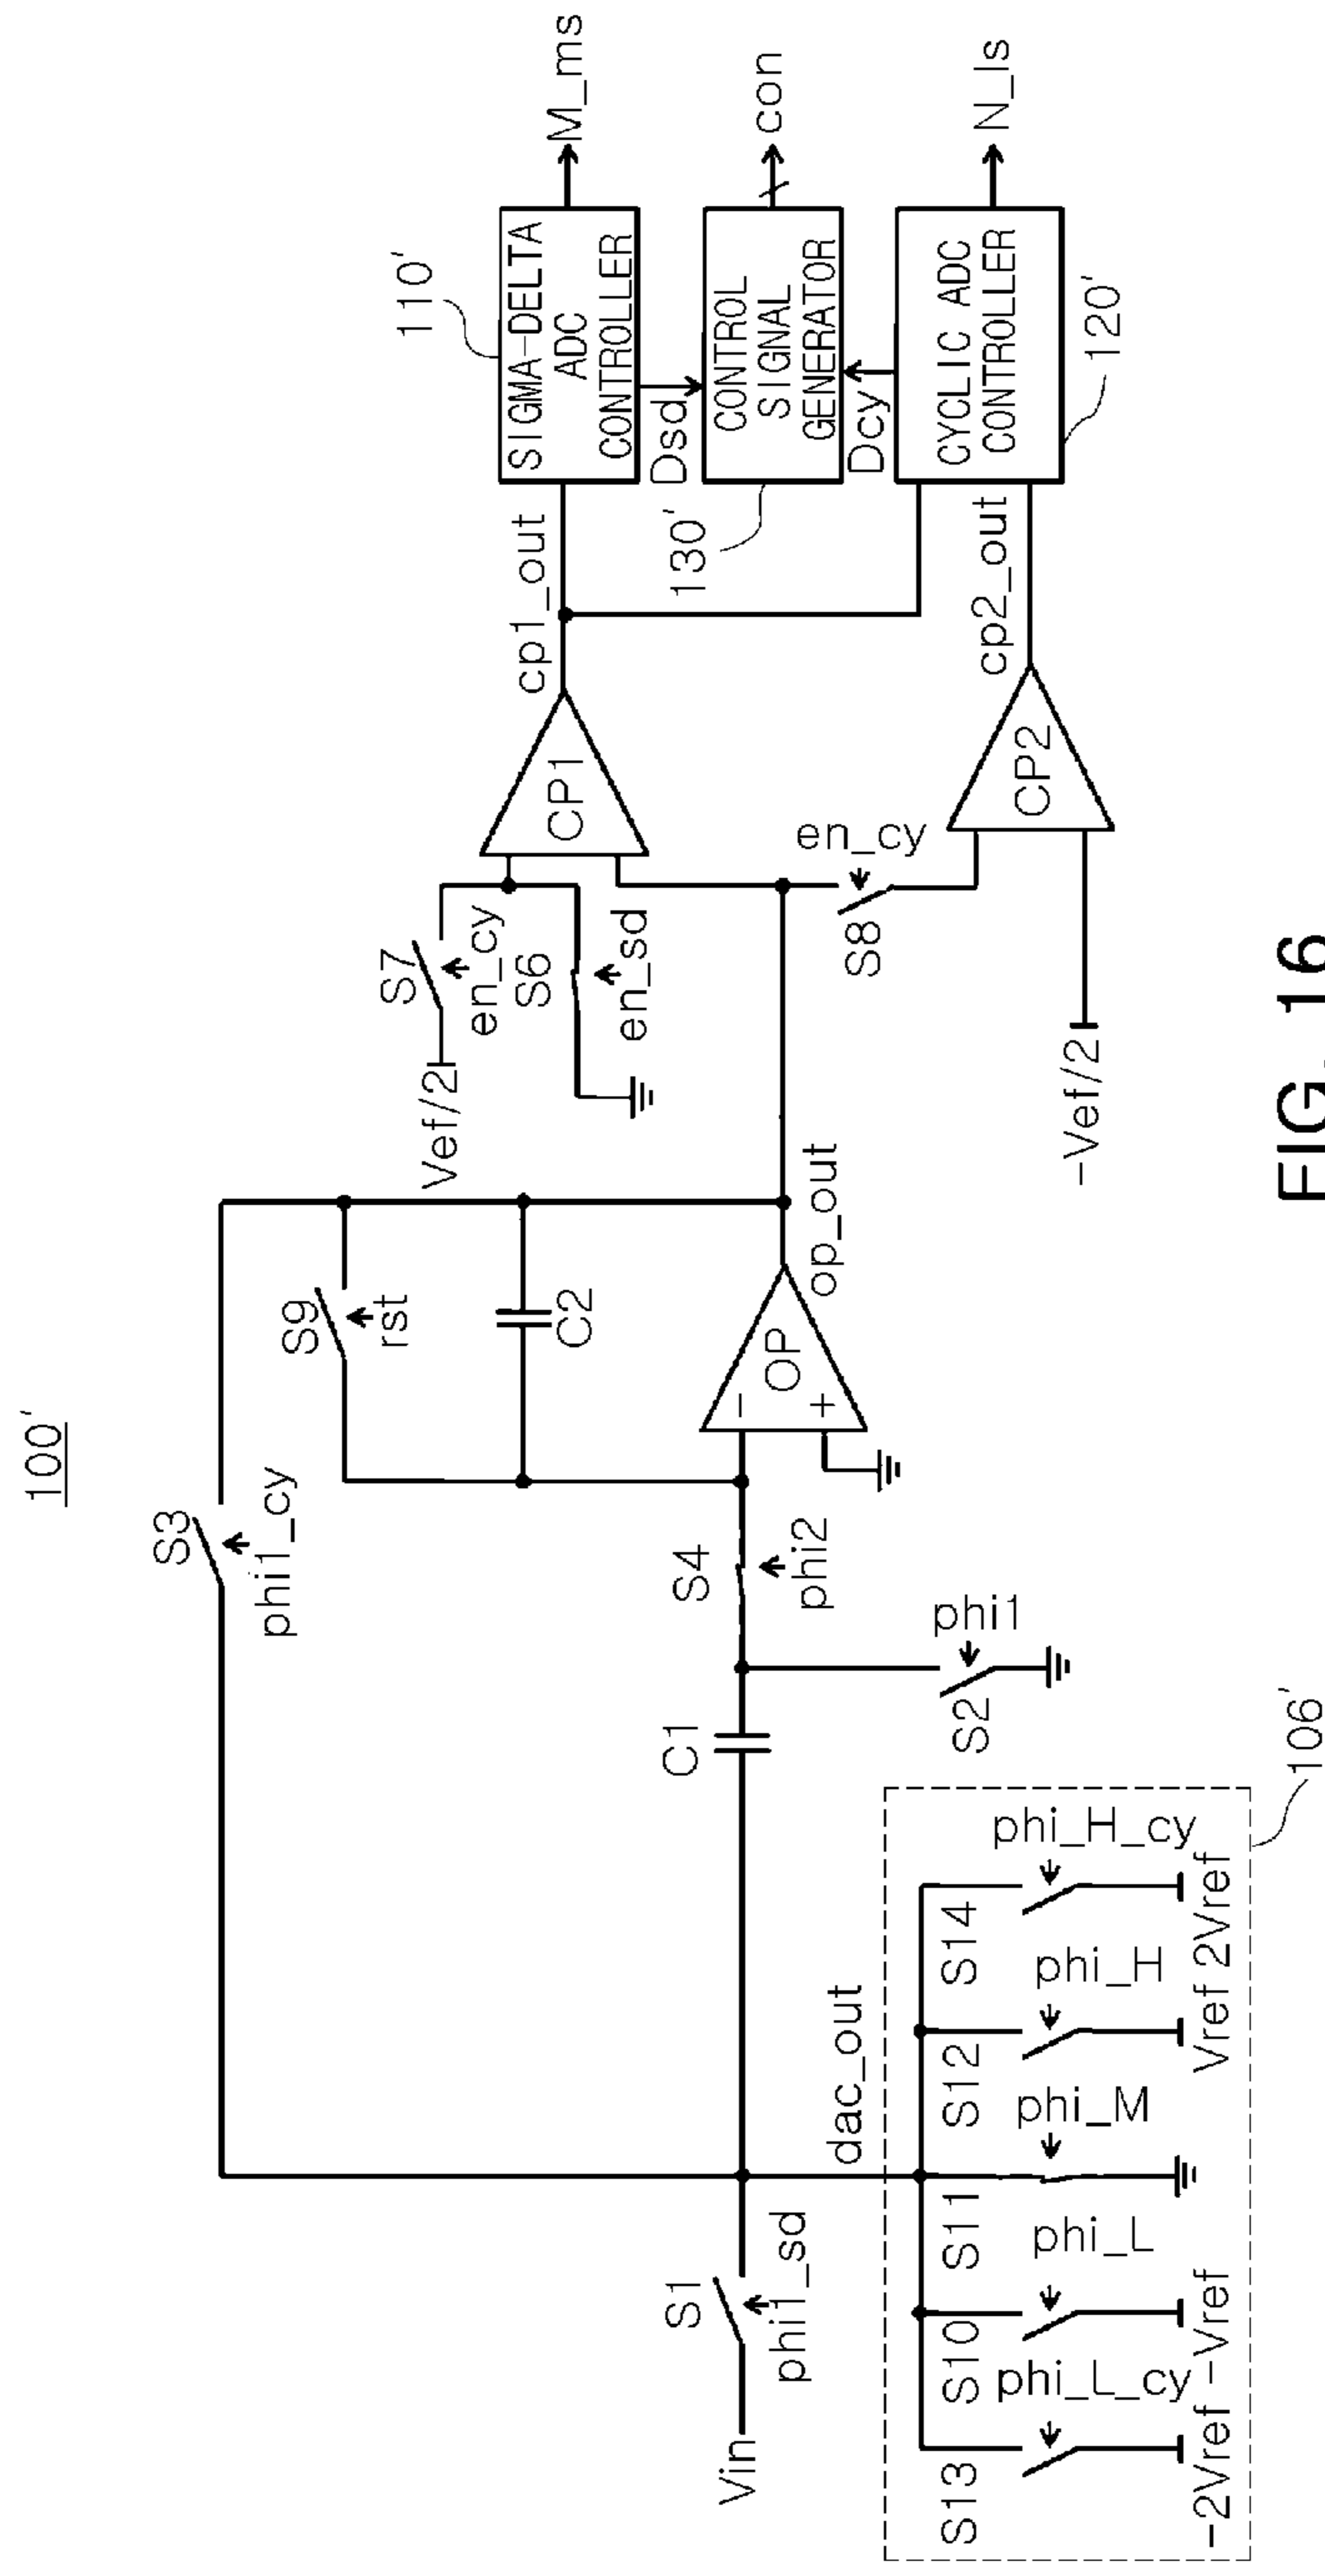 100'
S3
phi1_cy
S9
rst
C2
Vin
S1
phi1_sd
C1
S4
phi2
S2
phi1
OP
−
+
op_out
dac_out
S13
phi_L_cy
-2Vref
S10
phi_L
-Vref
S11
phi_M
S12
phi_H
Vref
S14
phi_H_cy
2Vref
106'
Vef/2
S7
en_cy
S6
en_sd
CP1
cp1_out
S8
en_cy
-Vef/2
CP2
cp2_out
110'
SIGMA-DELTA
ADC
CONTROLLER
M_ms
Dsd
130'
CONTROL
SIGNAL
GENERATOR
con
Dcy
CYCLIC ADC
CONTROLLER
120'
N_ls
FIG. 16